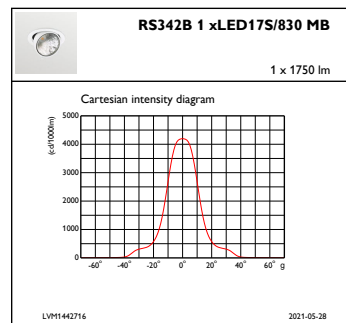 RS342B 1 xLED17S/830 MB
1 x 1750 lm
Cartesian intensity diagram
(cd/1000lm)
5000
4000
3000
2000
1000
0
-60° -40° -20° 0° 20° 40° 60° g
LVM1442716 2021-05-28